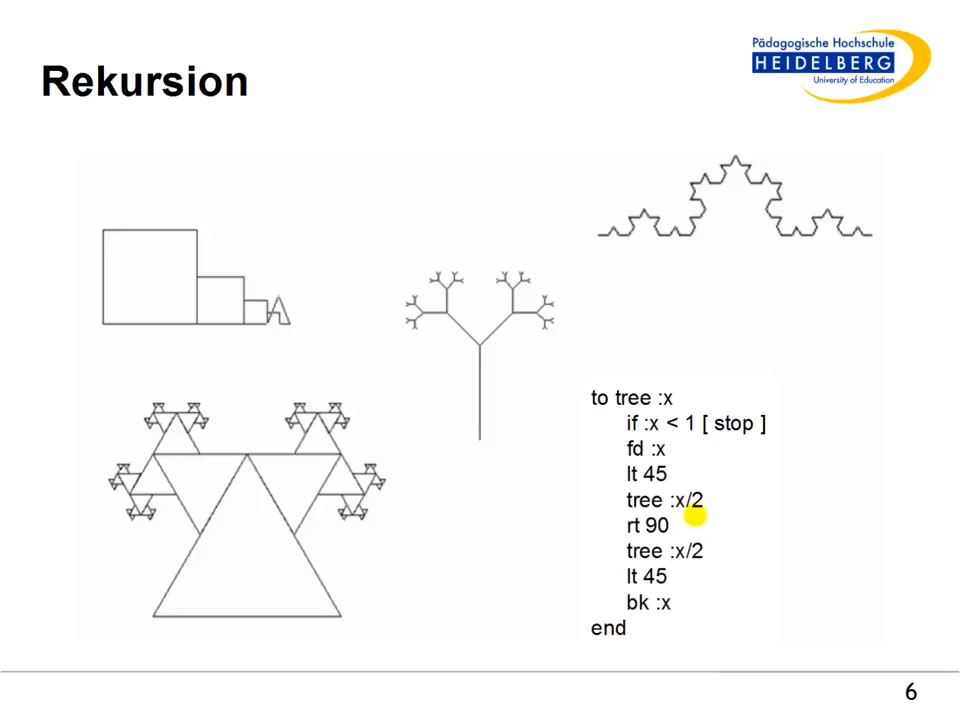 Rekursion
Pädagogische Hochschule
HEIDELBERG
University of Education
to tree :x
if :x < 1 [ stop ]
fd :x
lt 45
tree :x/2
rt 90
tree :x/2
lt 45
bk :x
end
6